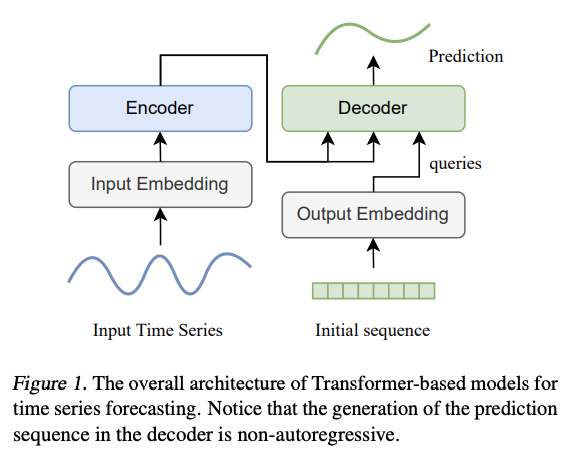 Prediction
Encoder
Decoder
queries
Input Embedding
Output Embedding
Input Time Series
Initial sequence
Figure 1. The overall architecture of Transformer-based models for
time series forecasting. Notice that the generation of the prediction
sequence in the decoder is non-autoregressive.